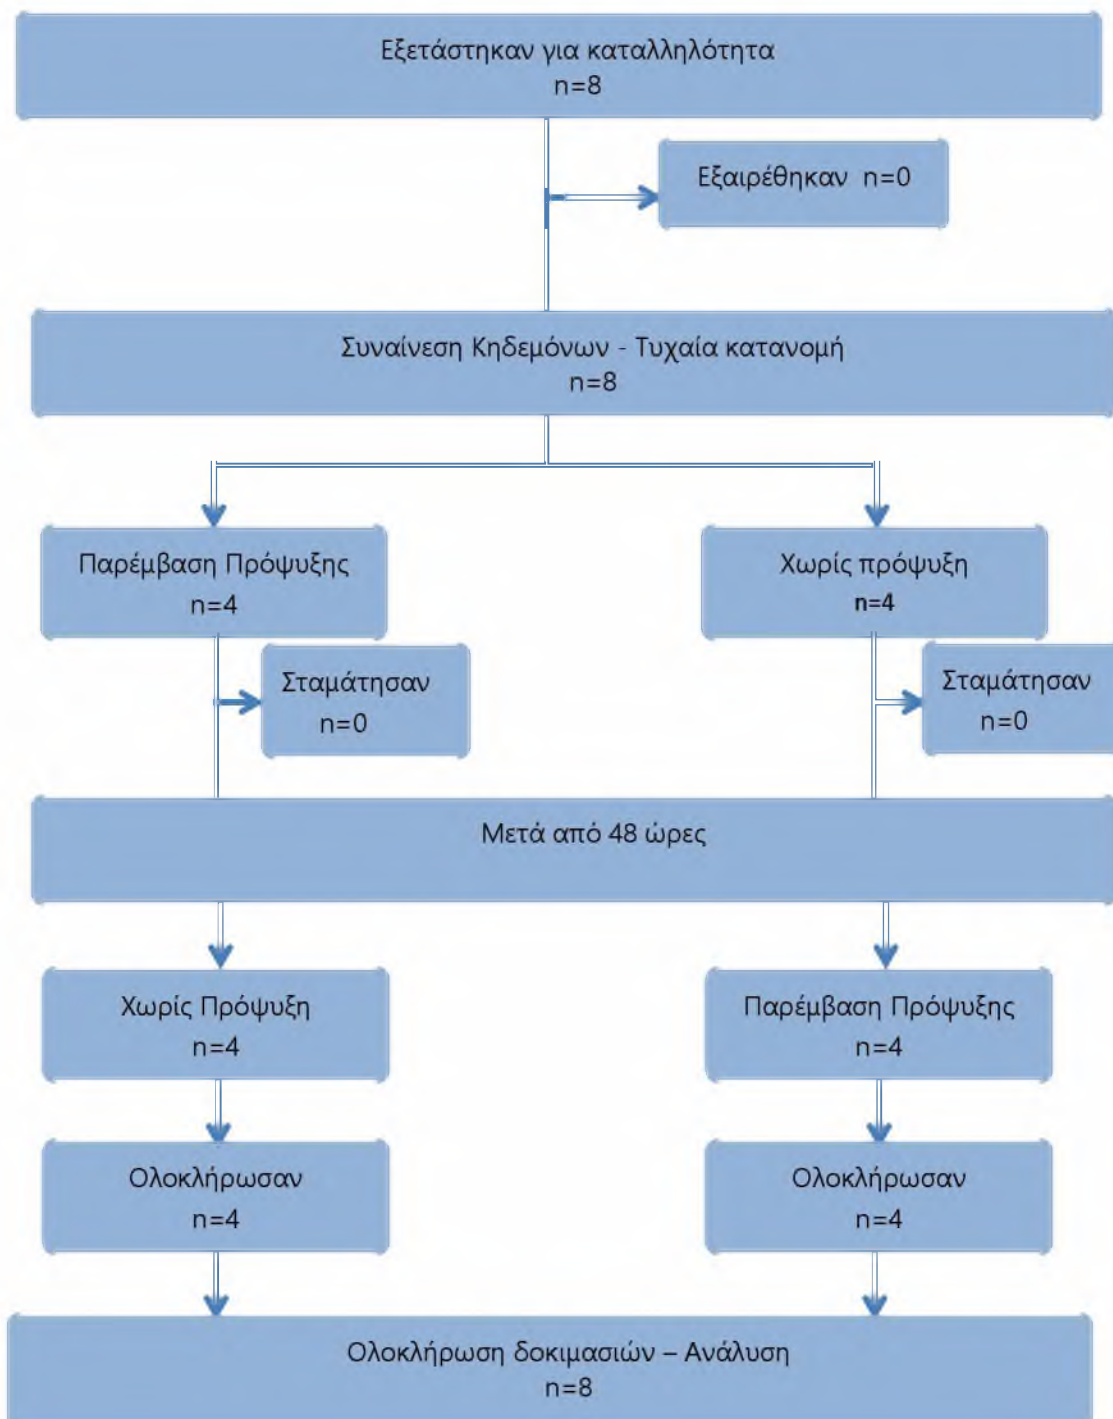 Εξετάστηκαν για καταλληλότητα
n=8
Εξαιρέθηκαν n=0
Συναίνεση Κηδεμόνων - Τυχαία κατανομή
n=8
Παρέμβαση Πρόψυξης
n=4
Χωρίς πρόψυξη
n=4
Σταμάτησαν
n=0
Σταμάτησαν
n=0
Μετά από 48 ώρες
Χωρίς Πρόψυξη
n=4
Παρέμβαση Πρόψυξης
n=4
Ολοκλήρωσαν
n=4
Ολοκλήρωσαν
n=4
Ολοκλήρωση δοκιμασιών – Ανάλυση
n=8